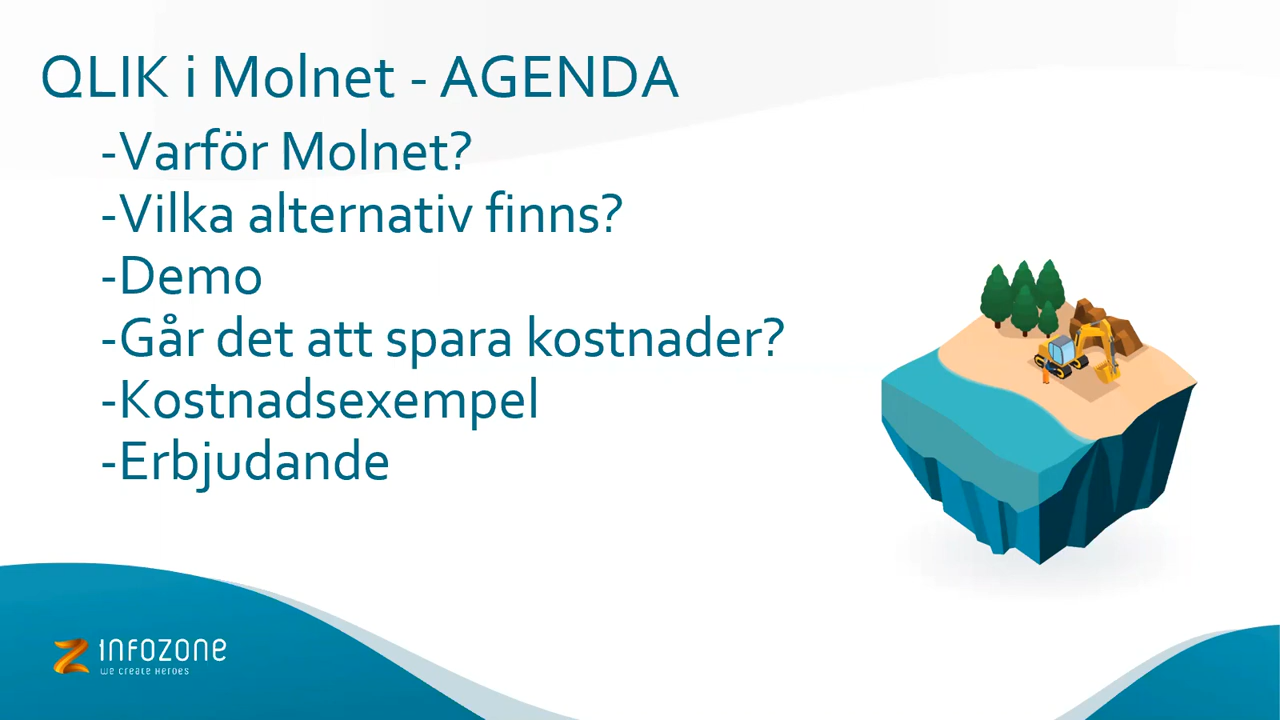 QLIK i Molnet - AGENDA
-Varför Molnet?
-Vilka alternativ finns?
-Demo
-Går det att spara kostnader?
-Kostnadsexempel
-Erbjudande
INFOZONE
WE CREATE HEROES